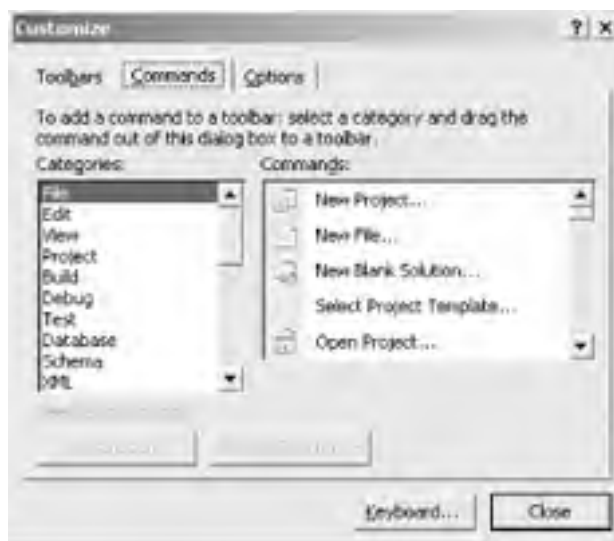 Customize
Toolbars Commands Options
To add a command to a toolbar: select a category and drag the
command out of this dialog box to a toolbar.
Categories:
File
Edit
View
Project
Build
Debug
Test
Database
Schema
XML
Commands:
New Project...
New File...
New Blank Solution...
Select Project Template...
Open Project...
Keyboard...
Close